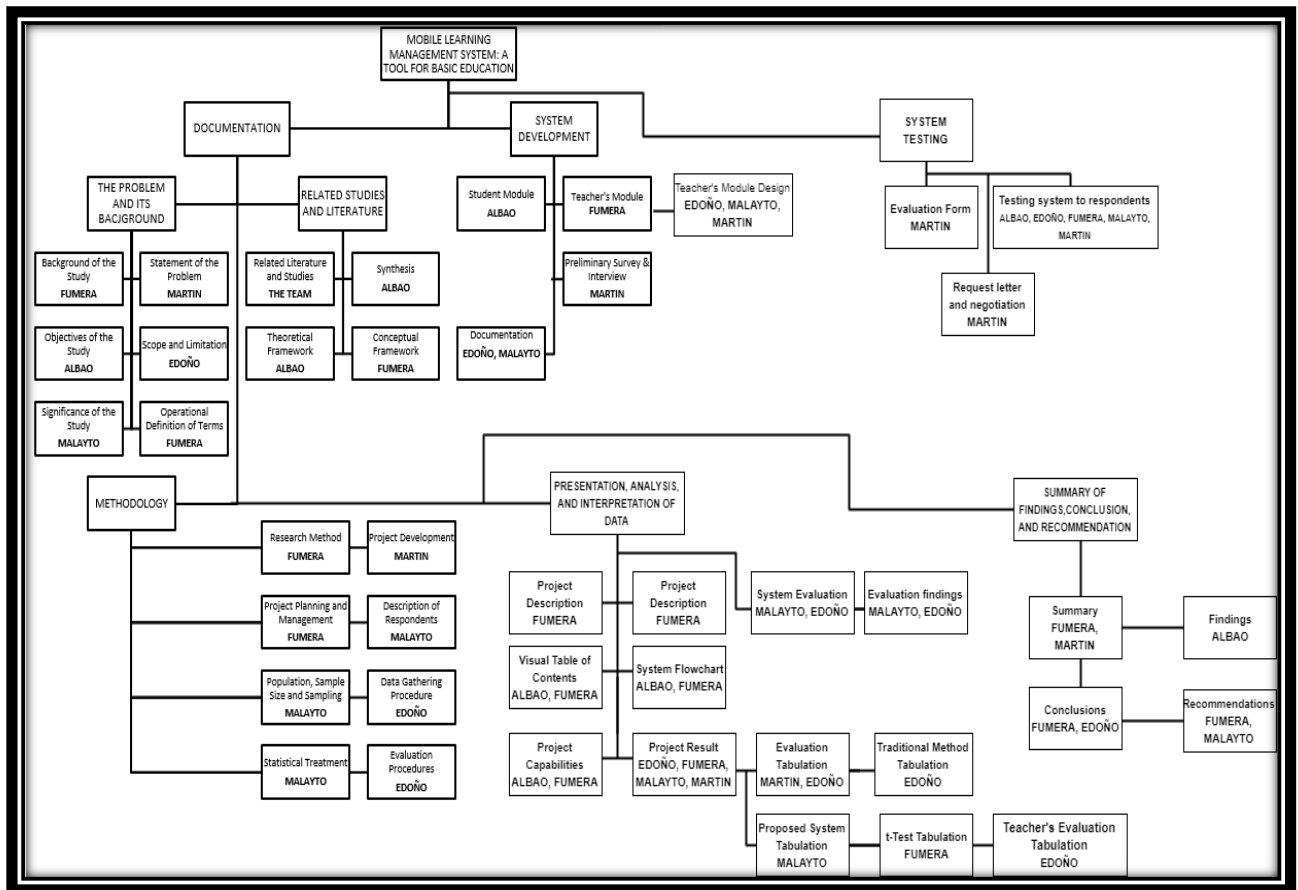 MOBILE LEARNING
MANAGEMENT SYSTEM: A
TOOL FOR BASIC EDUCATION
DOCUMENTATION
SYSTEM
DEVELOPMENT
SYSTEM
TESTING
THE PROBLEM
AND ITS
BACJGROUND
RELATED STUDIES
AND LITERATURE
Student Module
ALBAO
Teacher's Module
FUMERA
Teacher's Module Design
EDOÑO, MALAYTO,
MARTIN
Evaluation Form
MARTIN
Testing system to respondents
ALBAO, EDOÑO, FUMERA, MALAYTO,
MARTIN
Background of the
Study
FUMERA
Statement of the
Problem
MARTIN
Related Literature
and Studies
THE TEAM
Synthesis
ALBAO
Preliminary Survey &
Interview
MARTIN
Request letter
and negotiation
MARTIN
Objectives of the
Study
ALBAO
Scope and Limitation
EDOÑO
Theoretical
Framework
ALBAO
Conceptual
Framework
FUMERA
Documentation
EDOÑO, MALAYTO
Significance of the
Study
MALAYTO
Operational
Definition of Terms
FUMERA
METHODOLOGY
PRESENTATION, ANALYSIS,
AND INTERPRETATION OF
DATA
SUMMARY OF
FINDINGS,CONCLUSION,
AND RECOMMENDATION
Research Method
FUMERA
Project Development
MARTIN
Project Planning and
Management
FUMERA
Description of
Respondents
MALAYTO
Population, Sample
Size and Sampling
MALAYTO
Data Gathering
Procedure
EDOÑO
Statistical Treatment
MALAYTO
Evaluation
Procedures
EDOÑO
Project
Description
FUMERA
Project
Description
FUMERA
System Evaluation
MALAYTO, EDOÑO
Evaluation findings
MALAYTO, EDOÑO
Visual Table of
Contents
ALBAO, FUMERA
System Flowchart
ALBAO, FUMERA
Project
Capabilities
ALBAO, FUMERA
Project Result
EDOÑO, FUMERA,
MALAYTO, MARTIN
Evaluation
Tabulation
MARTIN, EDOÑO
Traditional Method
Tabulation
EDOÑO
Proposed System
Tabulation
MALAYTO
t-Test Tabulation
FUMERA
Teacher's Evaluation
Tabulation
EDOÑO
Summary
FUMERA,
MARTIN
Findings
ALBAO
Conclusions
FUMERA, EDOÑO
Recommendations
FUMERA,
MALAYTO